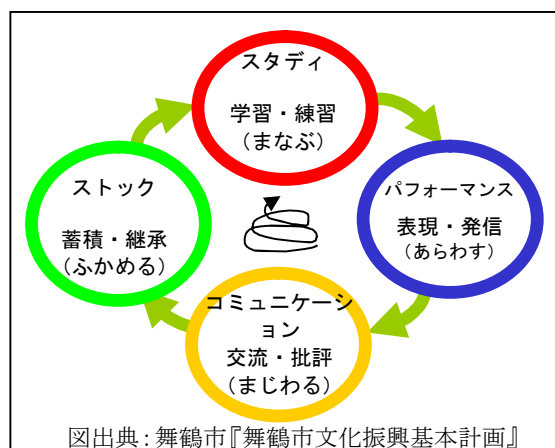 スタディ
学習・練習
(まなぶ)
パフォーマンス
表現・発信
(あらわす)
コミュニケーシ
ョン
交流・批評
(まじわる)
ストック
蓄積・継承
(ふかめる)
図出典：舞鶴市『舞鶴市文化振興基本計画』